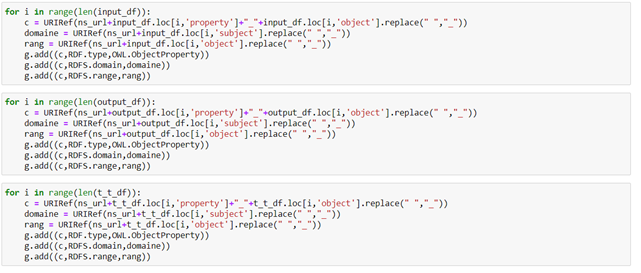 for i in range(len(input_df)):
    c = URIRef(ns_url+input_df.loc[i,'property']+"_"+input_df.loc[i,'object'].replace(" ","_"))
    domaine = URIRef(ns_url+input_df.loc[i,'subject'].replace(" ","_"))
    rang = URIRef(ns_url+input_df.loc[i,'object'].replace(" ","_"))
    g.add((c,RDF.type,OWL.ObjectProperty))
    g.add((c,RDFS.domain,domaine))
    g.add((c,RDFS.range,rang))
for i in range(len(output_df)):
    c = URIRef(ns_url+output_df.loc[i,'property']+"_"+output_df.loc[i,'object'].replace(" ","_"))
    domaine = URIRef(ns_url+output_df.loc[i,'subject'].replace(" ","_"))
    rang = URIRef(ns_url+output_df.loc[i,'object'].replace(" ","_"))
    g.add((c,RDF.type,OWL.ObjectProperty))
    g.add((c,RDFS.domain,domaine))
    g.add((c,RDFS.range,rang))
for i in range(len(t_t_df)):
    c = URIRef(ns_url+t_t_df.loc[i,'property']+"_"+t_t_df.loc[i,'object'].replace(" ","_"))
    domaine = URIRef(ns_url+t_t_df.loc[i,'subject'].replace(" ","_"))
    rang = URIRef(ns_url+t_t_df.loc[i,'object'].replace(" ","_"))
    g.add((c,RDF.type,OWL.ObjectProperty))
    g.add((c,RDFS.domain,domaine))
    g.add((c,RDFS.range,rang))